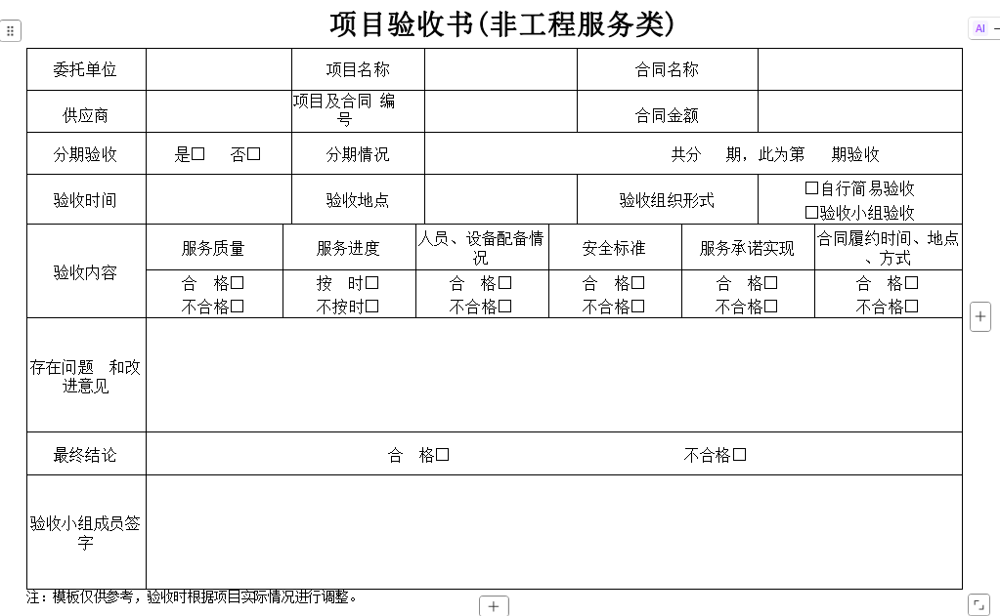 项目验收书(非工程服务类)
AI
委托单位 项目名称 合同名称
供应商 项目及合同 编号 合同金额
分期验收 是□ 否□ 分期情况 共分 期，此为第 期验收
验收时间 验收地点 验收组织形式 □自行简易验收
□验收小组验收
验收内容 服务质量 服务进度 人员、设备配备情况 安全标准 服务承诺实现 合同履约时间、地点、方式
合 格□ 按 时□ 合 格□ 合 格□ 合 格□ 合 格□
不合格□ 不按时□ 不合格□ 不合格□ 不合格□ 不合格□
存在问题 和改
进意见
最终结论 合 格□ 不合格□
验收小组成员签
字
注：模板仅供参考，验收时根据项目实际情况进行调整。